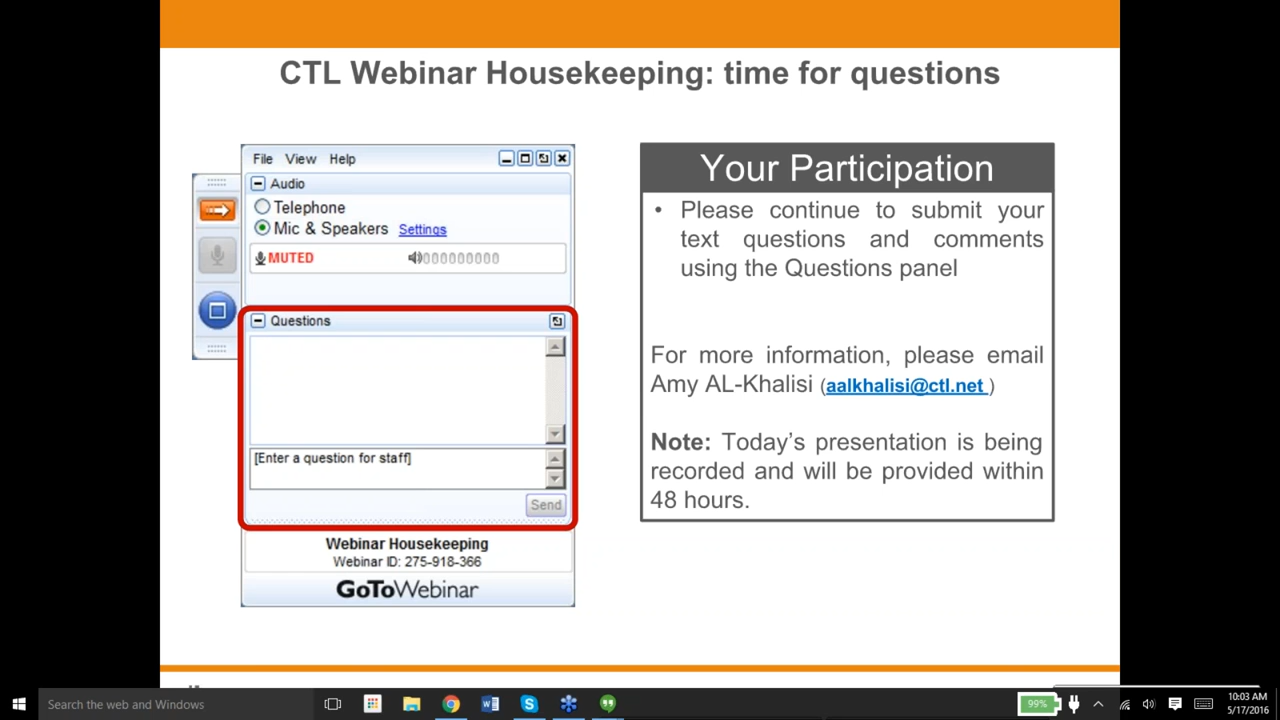 CTL Webinar Housekeeping: time for questions
File View Help
Audio
Telephone
Mic & Speakers Settings
MUTED
Questions
[Enter a question for staff]
Send
Webinar Housekeeping
Webinar ID: 275-918-366
GoToWebinar
Your Participation
• Please continue to submit your
text questions and comments
using the Questions panel
For more information, please email
Amy AL-Khalisi (aalkhalisi@ctl.net )
Note: Today’s presentation is being
recorded and will be provided within
48 hours.
Search the web and Windows
99%
10:03 AM
5/17/2016